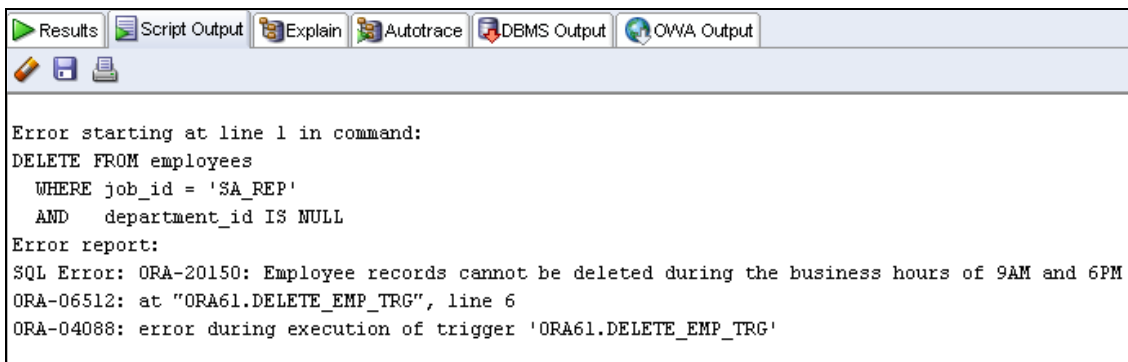 Results Script Output Explain Autotrace DBMS Output OWA Output
Error starting at line 1 in command:
DELETE FROM employees
WHERE job_id = 'SA_REP'
AND department_id IS NULL
Error report:
SQL Error: ORA-20150: Employee records cannot be deleted during the business hours of 9AM and 6PM
ORA-06512: at "ORA61.DELETE_EMP_TRG", line 6
ORA-04088: error during execution of trigger 'ORA61.DELETE_EMP_TRG'